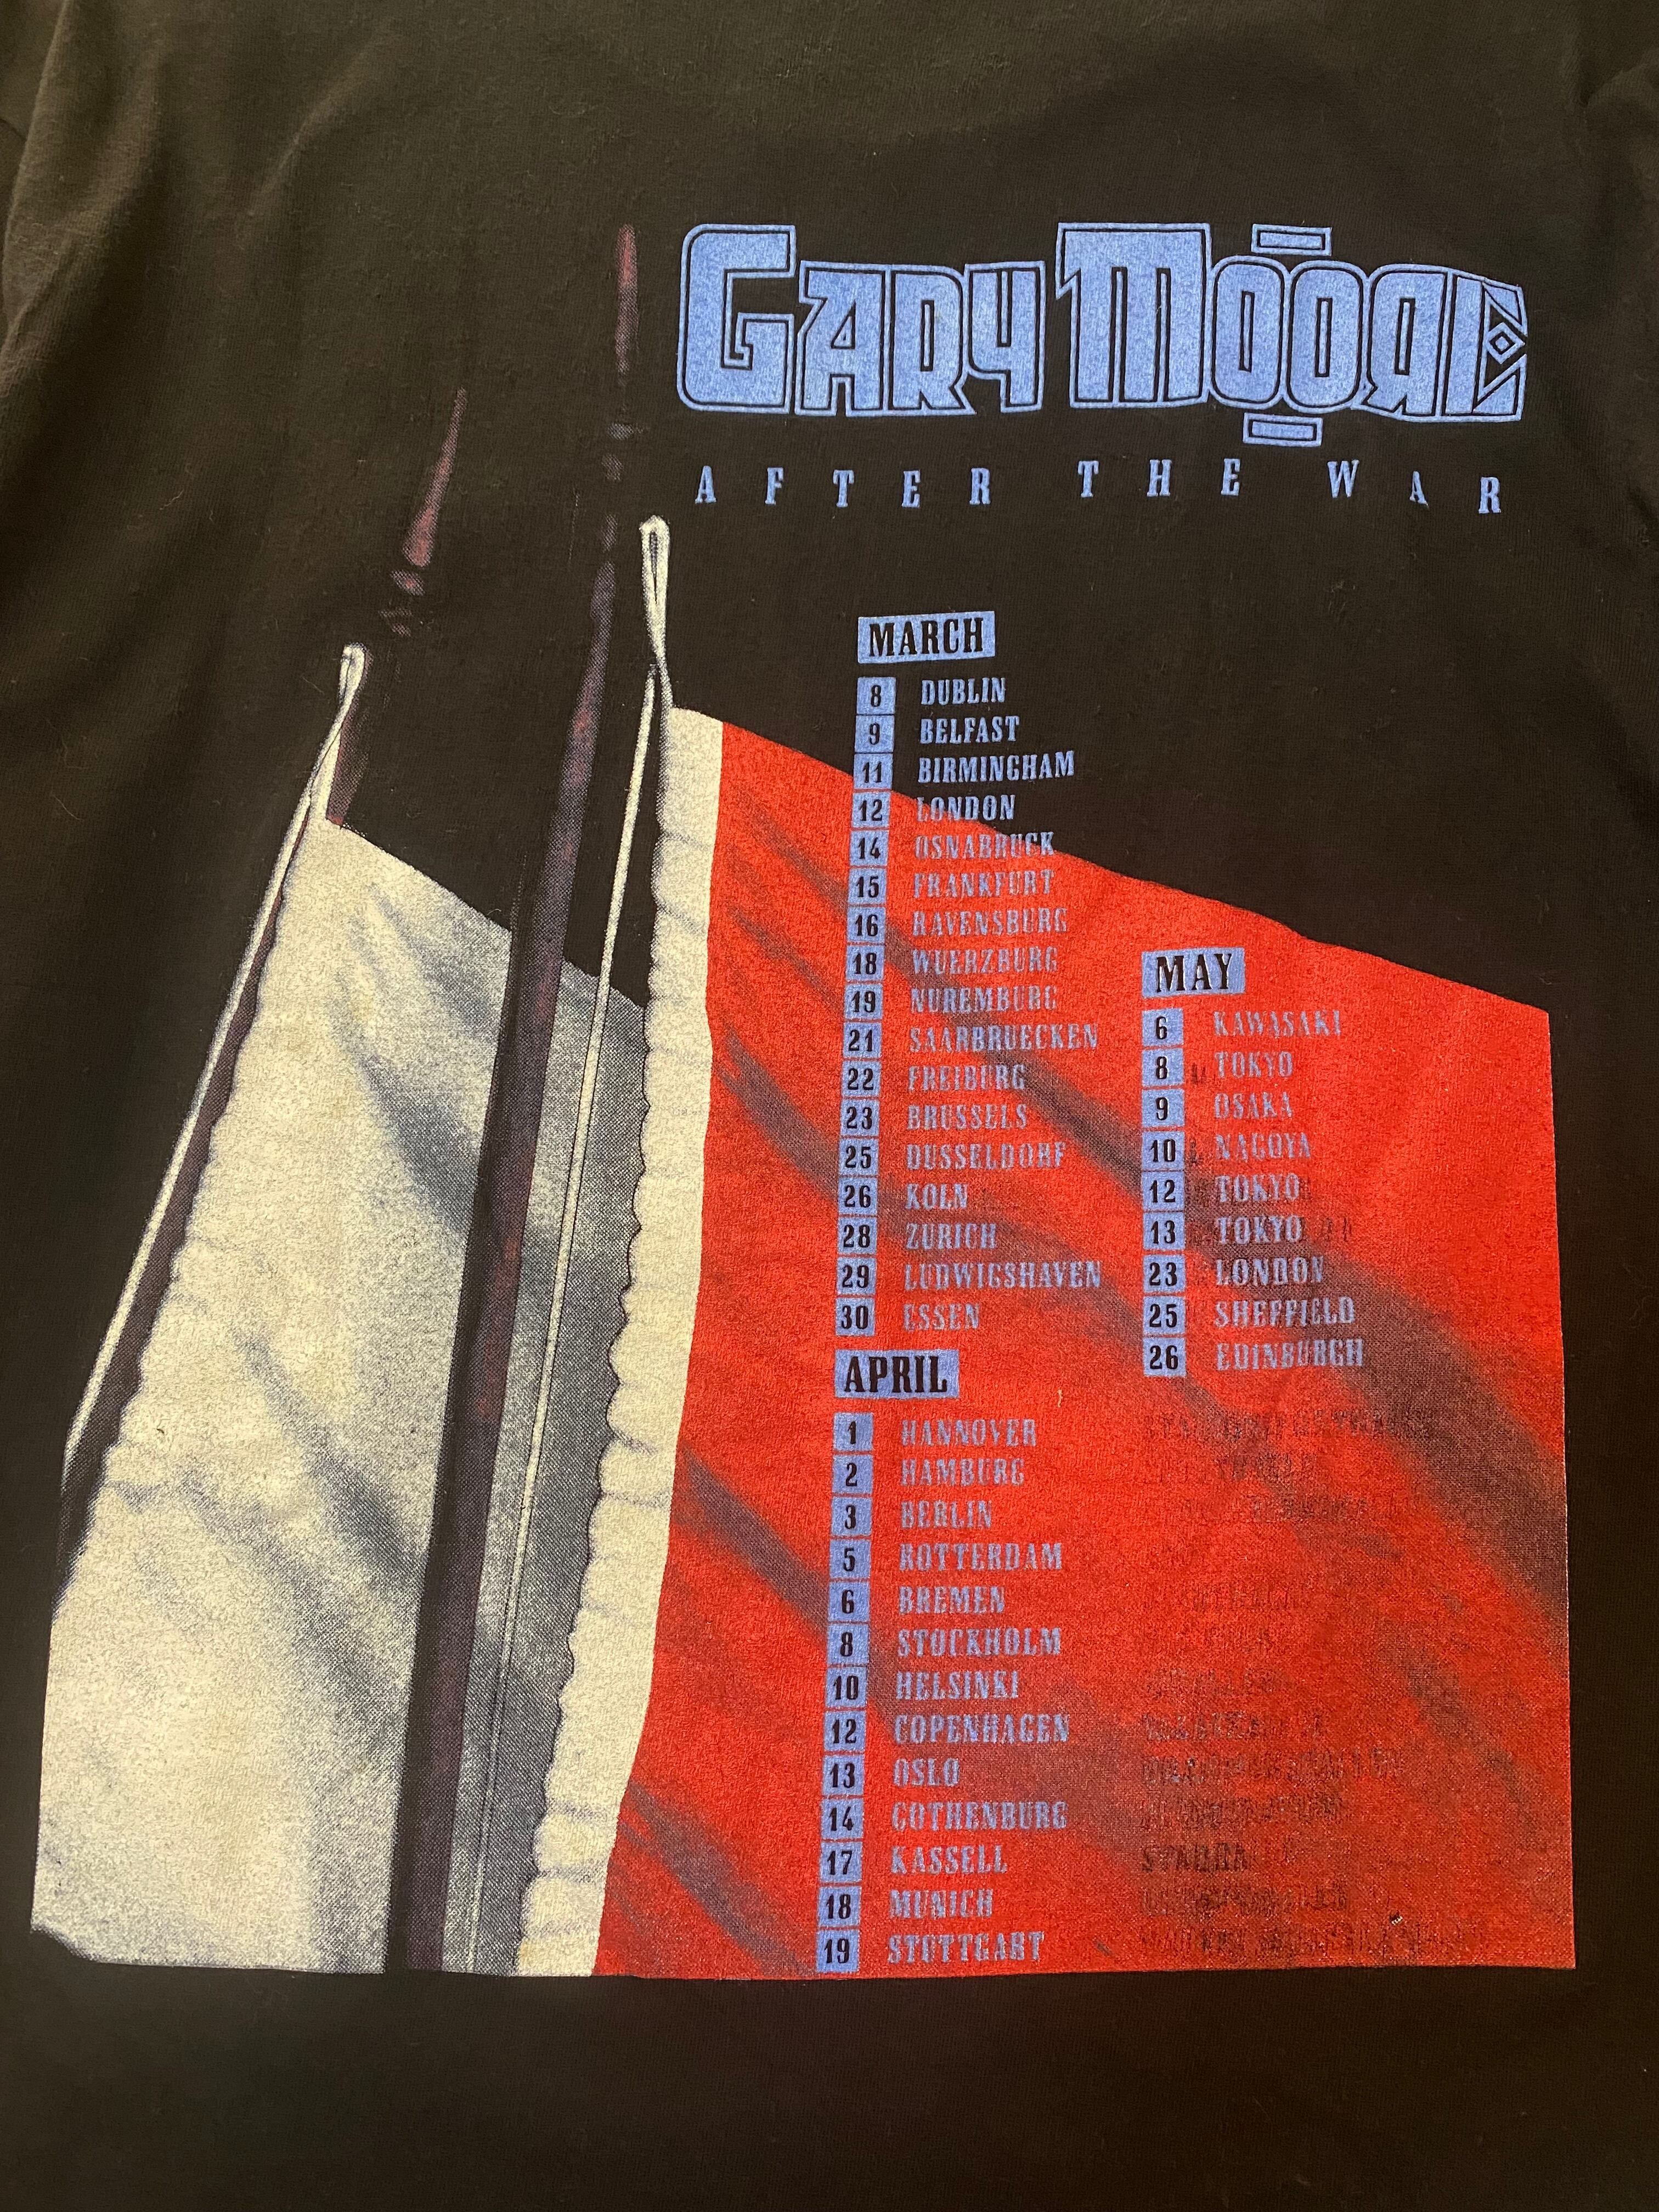 GARY MOORE
AFTER THE WAR
MARCH
8 DUBLIN
9 BELFAST
11 BIRMINGHAM
12 LONDON
14 OSNABRUCK
15 FRANKFURT
16 RAVENSBURG
18 WUERZBURG
19 NUREMBURG
21 SAARBRUECKEN
22 FREIBURG
23 BRUSSELS
25 DUSSELDORF
26 KOLN
28 ZURICH
29 LUDWIGSHAVEN
30 ESSEN
APRIL
1 HANNOVER
2 HAMBURG
3 BERLIN
5 ROTTERDAM
6 BREMEN
8 STOCKHOLM
10 HELSINKI
12 COPENHAGEN
13 OSLO
14 GOTHENBURG
17 KASSELL
18 MUNICH
19 STUTTGART
MAY
6 KAWASAKI
8 TOKYO
9 OSAKA
10 NAGOYA
12 TOKYO
13 TOKYO
23 LONDON
25 SHEFFIELD
26 EDINBURGH